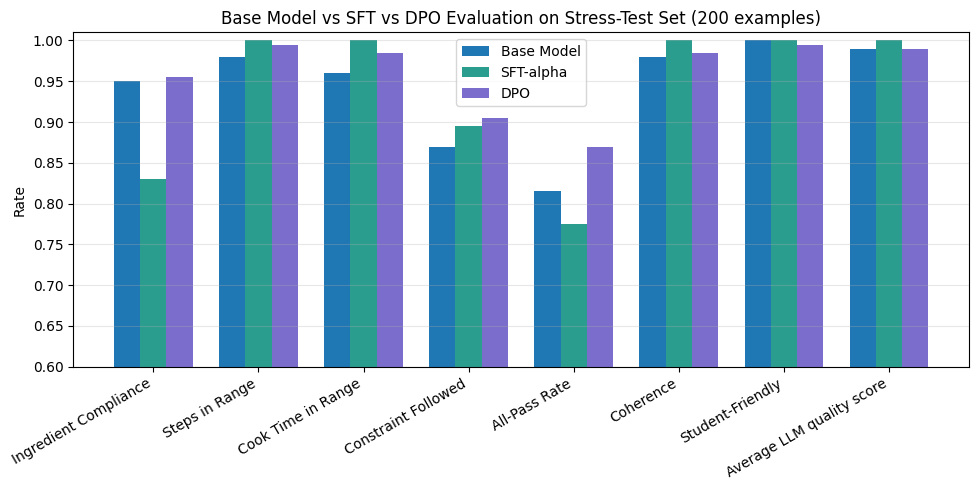 Base Model vs SFT vs DPO Evaluation on Stress-Test Set (200 examples)
Base Model
SFT-alpha
DPO
Rate
1.00
0.95
0.90
0.85
0.80
0.75
0.70
0.65
0.60
Ingredient Compliance
Steps in Range
Cook Time in Range
Constraint Followed
All-Pass Rate
Coherence
Student-Friendly
Average LLM quality score